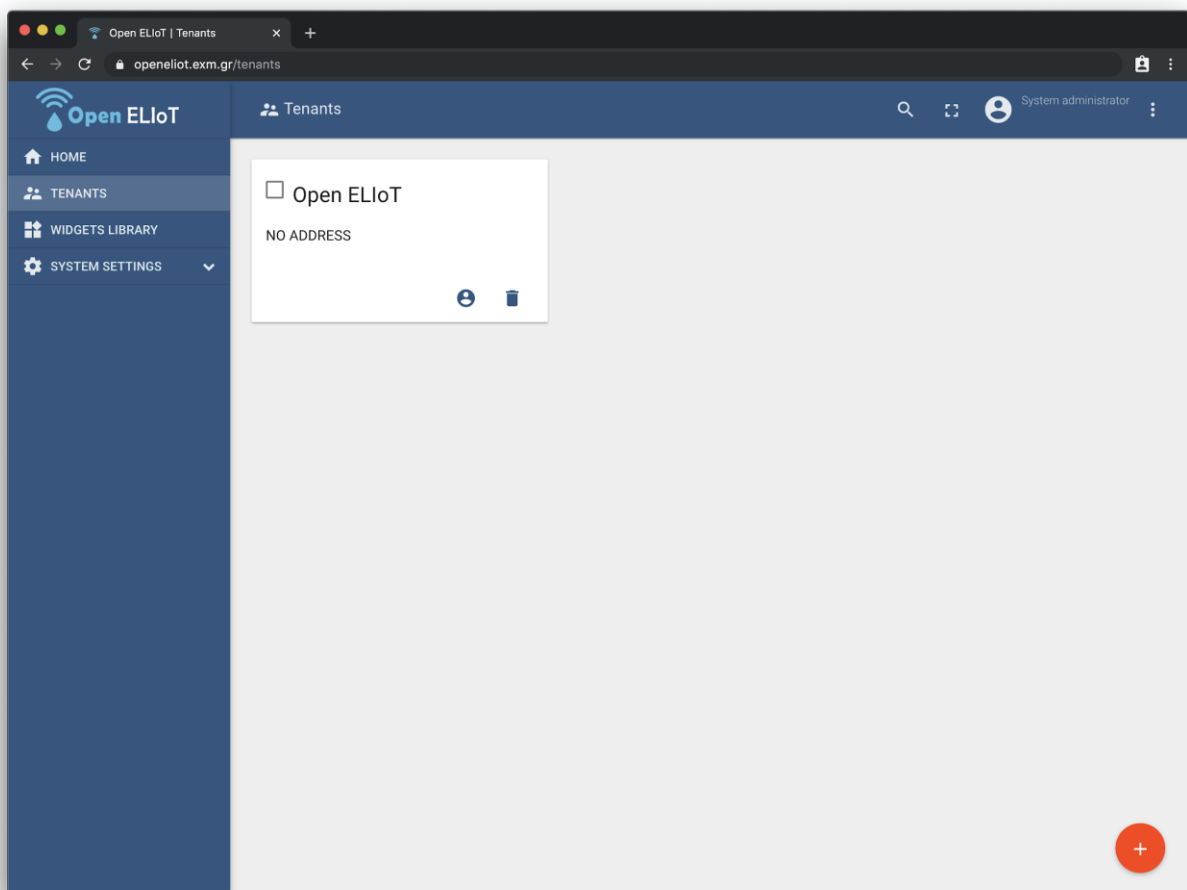 Open ELIoT | Tenants
openeliot.exm.gr/tenants
Open ELIoT
Tenants
System administrator
HOME
TENANTS
WIDGETS LIBRARY
SYSTEM SETTINGS
Open ELIoT
NO ADDRESS